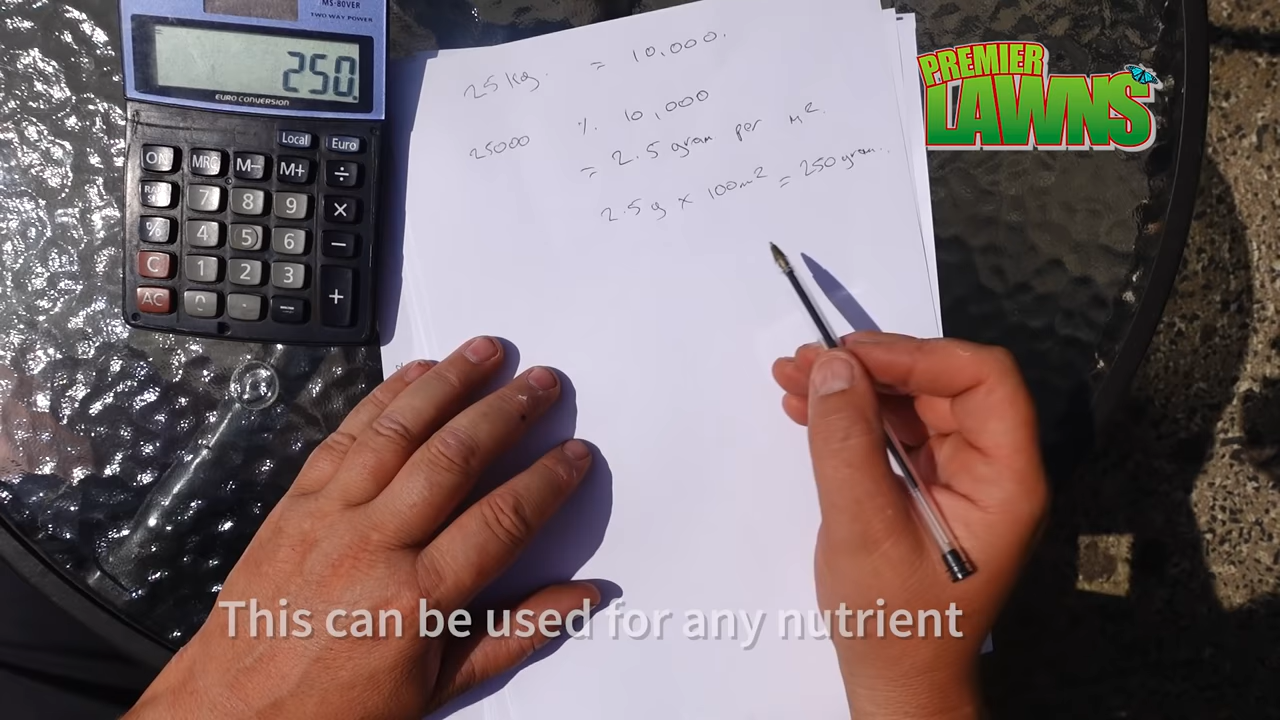 MS-80VER
TWO WAY POWER
250.
EURO CONVERSION
Local Euro
ON MRC M- M+ ÷
7 8 9 ×
% 4 5 6 −
C 1 2 3 +
AC 0 .
25 Kg. = 10,000.
25000 ÷ 10,000
= 2.5 gram per M².
2.5 g × 100m² = 250 gram.
PREMIER
LAWNS
This can be used for any nutrient